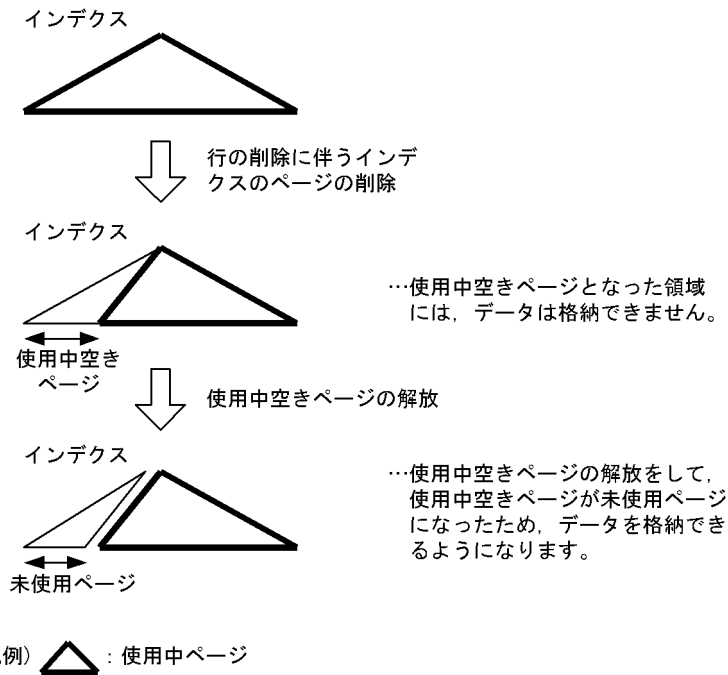 インデクス
行の削除に伴うインデ
クスのページの削除
インデクス
…使用中空きページとなった領域
には，データは格納できません。
使用中空き
ページ
使用中空きページの解放
インデクス
…使用中空きページの解放をして，
使用中空きページが未使用ページ
になったため，データを格納でき
るようになります。
未使用ページ
例）：使用中ページ